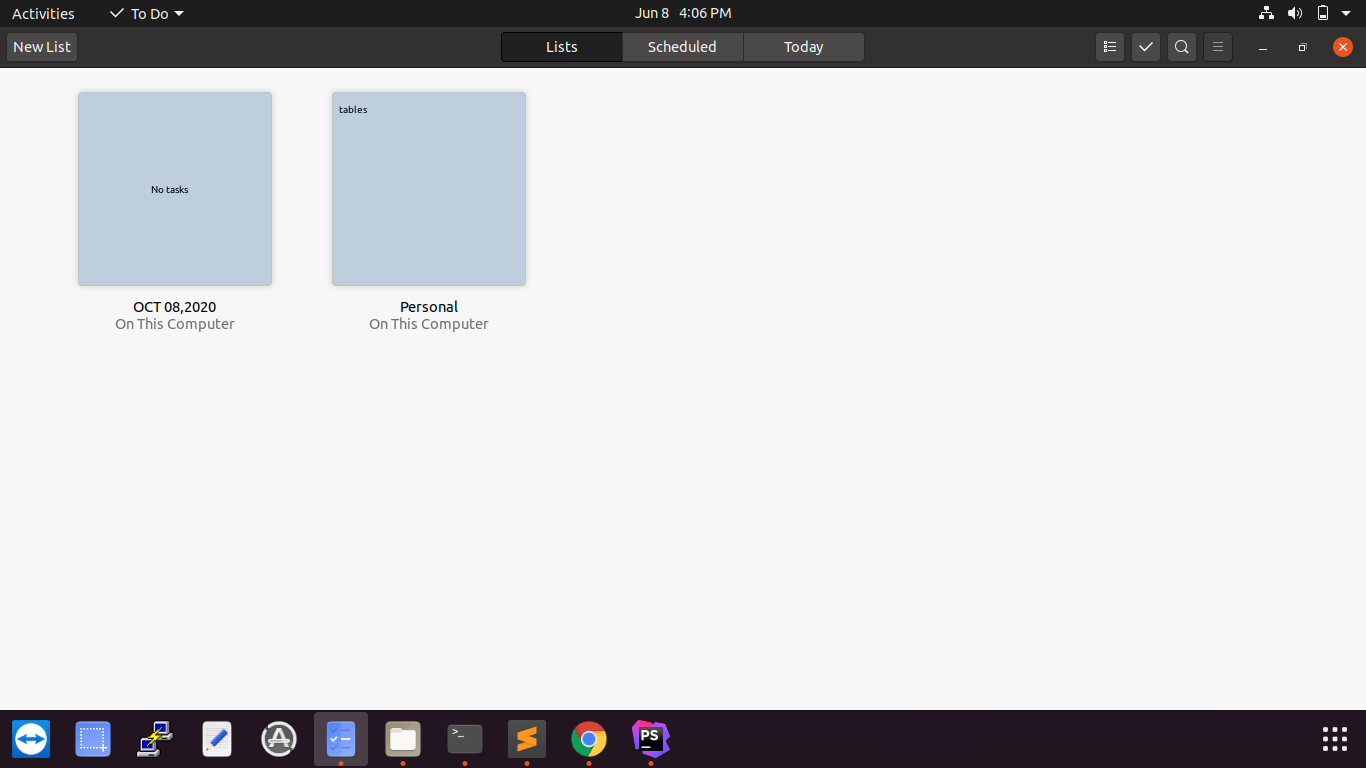 Activities To Do Jun 8 4:06 PM
New List Lists Scheduled Today
tables
No tasks
OCT 08,2020 Personal
On This Computer On This Computer
>_ PS